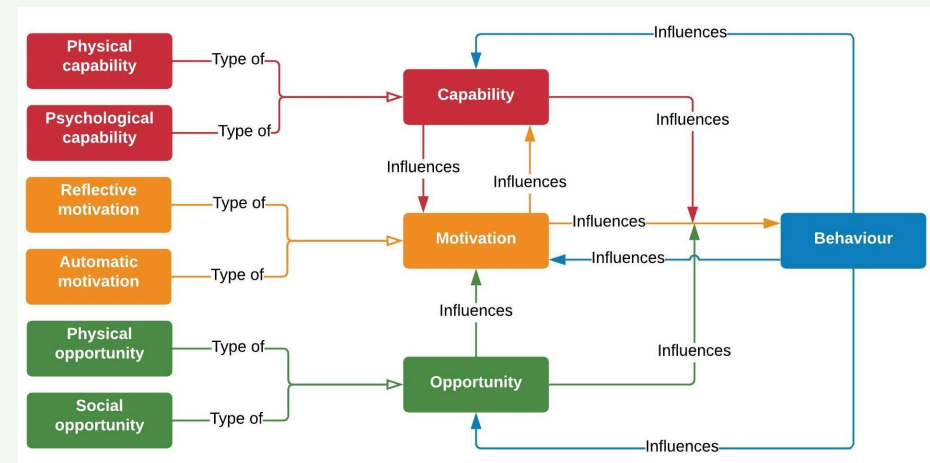 Influences
Physical
capability
Type of
Capability
Psychological
capability
Type of
Influences
Influences
Influences
Reflective
motivation
Type of
Motivation
Influences
Behaviour
Influences
Automatic
motivation
Type of
Influences
Physical
opportunity
Type of
Influences
Opportunity
Social
opportunity
Type of
Influences